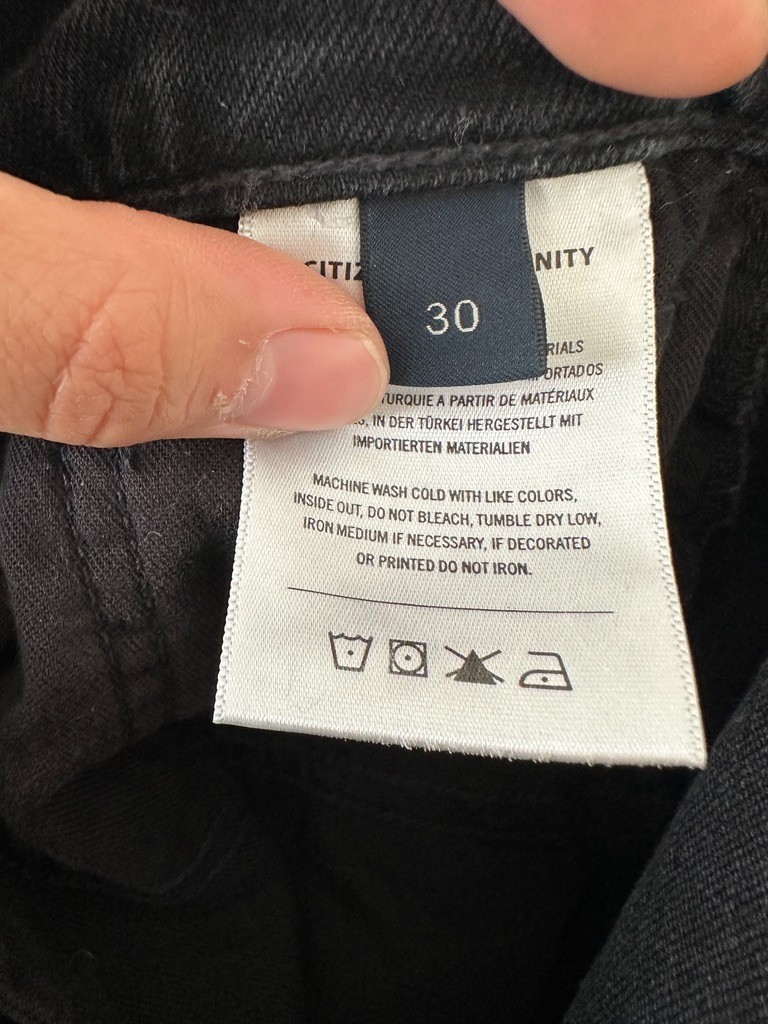 30
NITY
TURQUIE A PARTIR DE MATÉRIAUX
IN DER TÜRKEI HERGESTELLT MIT
IMPORTIERTEN MATERIALIEN
MACHINE WASH COLD WITH LIKE COLORS,
INSIDE OUT, DO NOT BLEACH, TUMBLE DRY LOW,
IRON MEDIUM IF NECESSARY, IF DECORATED
OR PRINTED DO NOT IRON.